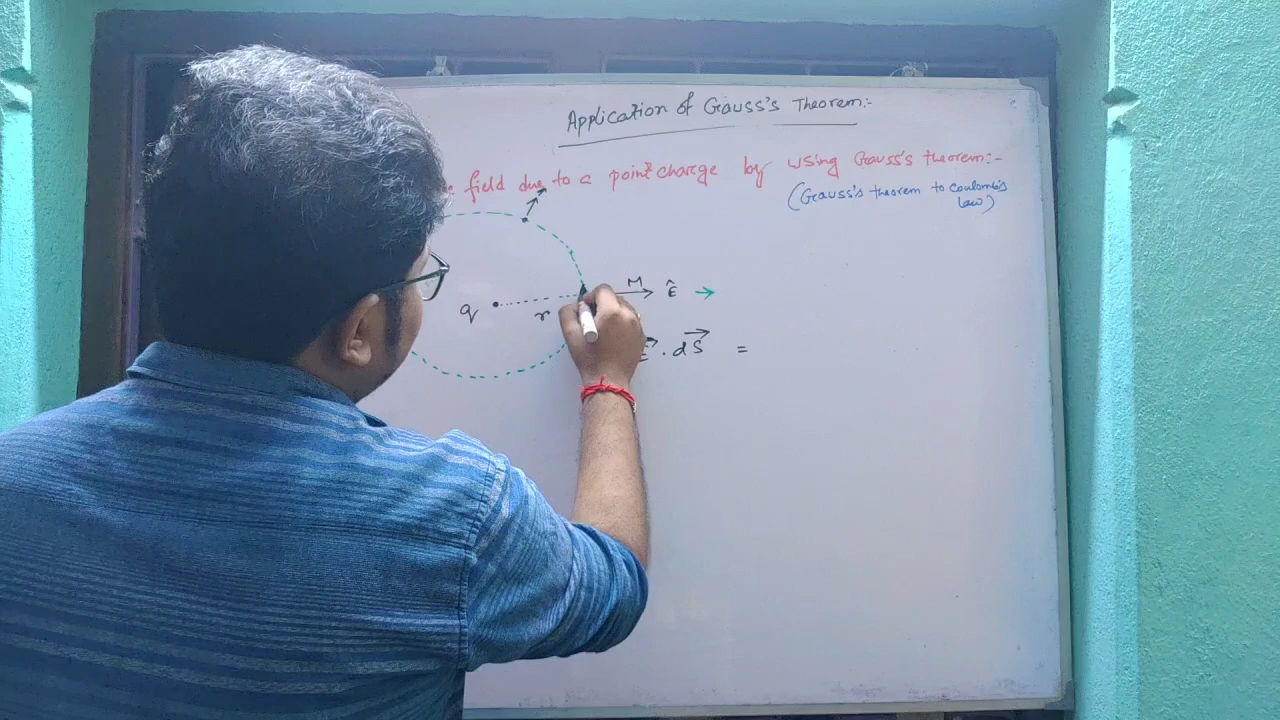 Application of Gauss's Theorem:-
field due to a point charge by using Gauss's theorem:-
(Gauss's theorem to coulomb's
law)
M
Ê
q
r
. dS⃗ =